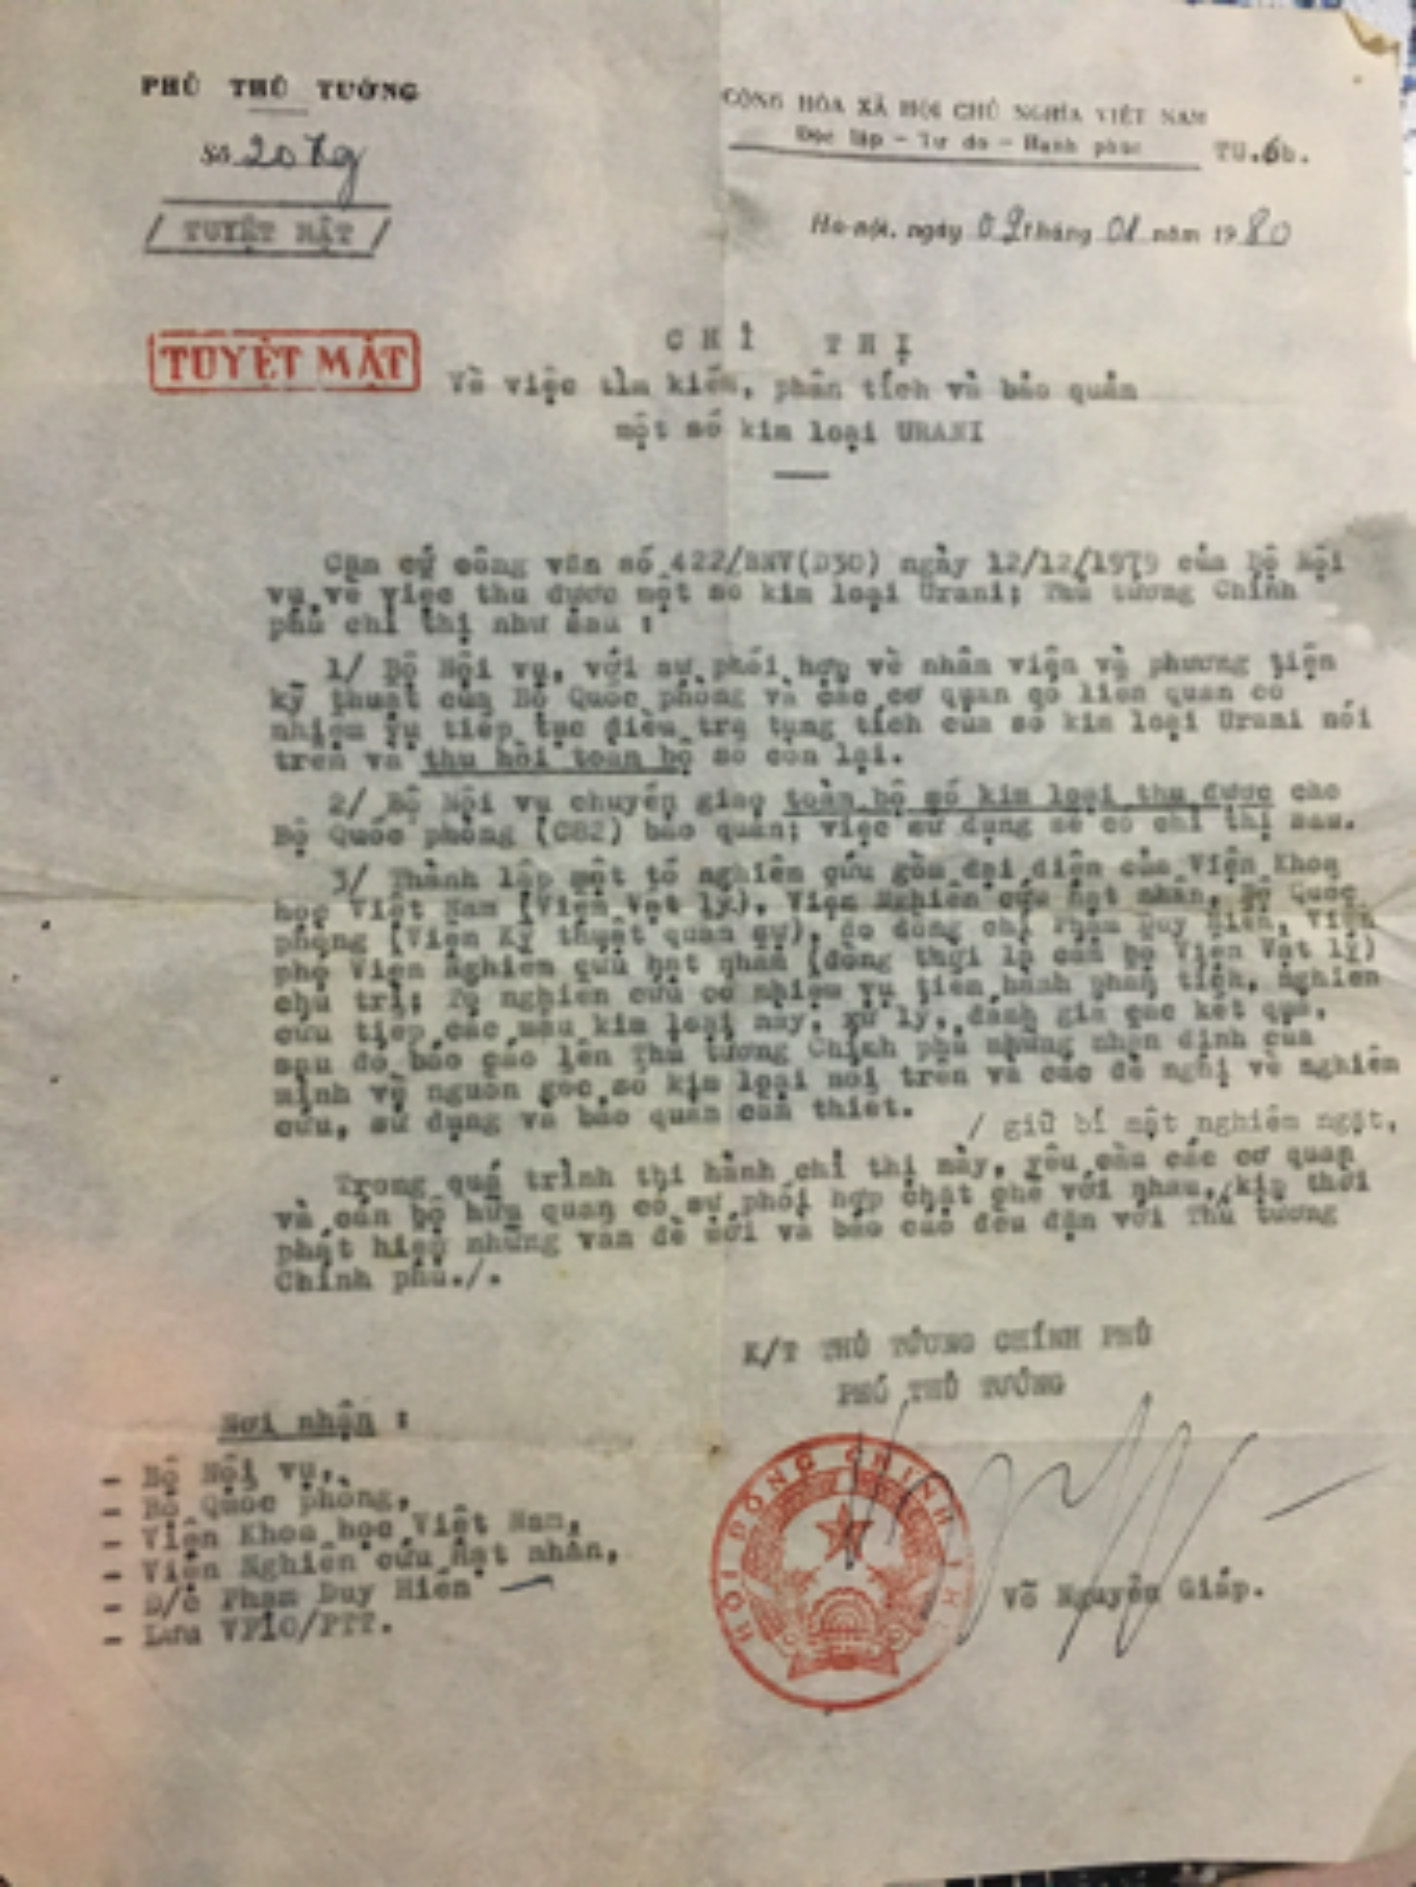 PHỦ THỦ TƯỚNG
CỘNG HÒA XÃ HỘI CHỦ NGHĨA VIỆT NAM
Độc lập - Tự do - Hạnh phúc
TU.6b.
Số 20
/ TUYỆT MẬT /
Hà-nội, ngày 09 tháng 01 năm 1980
TUYỆT MẬT
CHỈ THỊ
Về việc tìm kiếm, phân tích và bảo quản
một số kim loại URANI
Căn cứ công văn số 422/BNV(D30) ngày 12/12/1979 của Bộ Nội
vụ về việc thu được một số kim loại Urani; Thủ tướng Chính
phủ chỉ thị như sau :
1/ Bộ Nội vụ, với sự phối hợp về nhân viên và phương tiện
kỹ thuật của Bộ Quốc phòng và các cơ quan có liên quan có
nhiệm vụ tiếp tục điều tra tung tích của số kim loại Urani nói
trên và thu hồi toàn bộ số còn lại.
2/ Bộ Nội vụ chuyển giao toàn bộ số kim loại thu được cho
Bộ Quốc phòng (C82) bảo quản; việc sử dụng sẽ có chỉ thị sau.
3/ Thành lập một tổ nghiên cứu gồm đại diện của Viện Khoa
học Việt Nam (Viện Vật lý), Viện Nghiên cứu hạt nhân, Bộ Quốc
phòng (Viện Kỹ thuật quân sự), do đồng chí Phạm Duy Hiển, Viện
phó Viện Nghiên cứu hạt nhân (đồng thời là cán bộ Viện Vật lý)
chủ trì; Tổ nghiên cứu có nhiệm vụ tiến hành phân tích, nghiên
cứu tiếp các mẫu kim loại này, xử lý, đánh giá các kết quả,
sau đó báo cáo lên Thủ tướng Chính phủ những nhận định của
mình về nguồn gốc số kim loại nói trên và các đề nghị về nghiên
cứu, sử dụng và bảo quản cần thiết.
/ giữ bí mật nghiêm ngặt,
Trong quá trình thi hành chỉ thị này, yêu cầu các cơ quan
và cán bộ hữu quan có sự phối hợp chặt chẽ với nhau,/kịp thời
phát hiện những vấn đề mới và báo cáo đều đặn với Thủ tướng
Chính phủ./.
K/T THỦ TƯỚNG CHÍNH PHỦ
PHÓ THỦ TƯỚNG
HỘI ĐỒNG CHÍNH PHỦ
Võ Nguyên Giáp.
Nơi nhận :
- Bộ Nội vụ,
- Bộ Quốc phòng,
- Viện Khoa học Việt Nam,
- Viện Nghiên cứu hạt nhân,
- Đ/c Phạm Duy Hiển
- Lưu VP10/PTT.